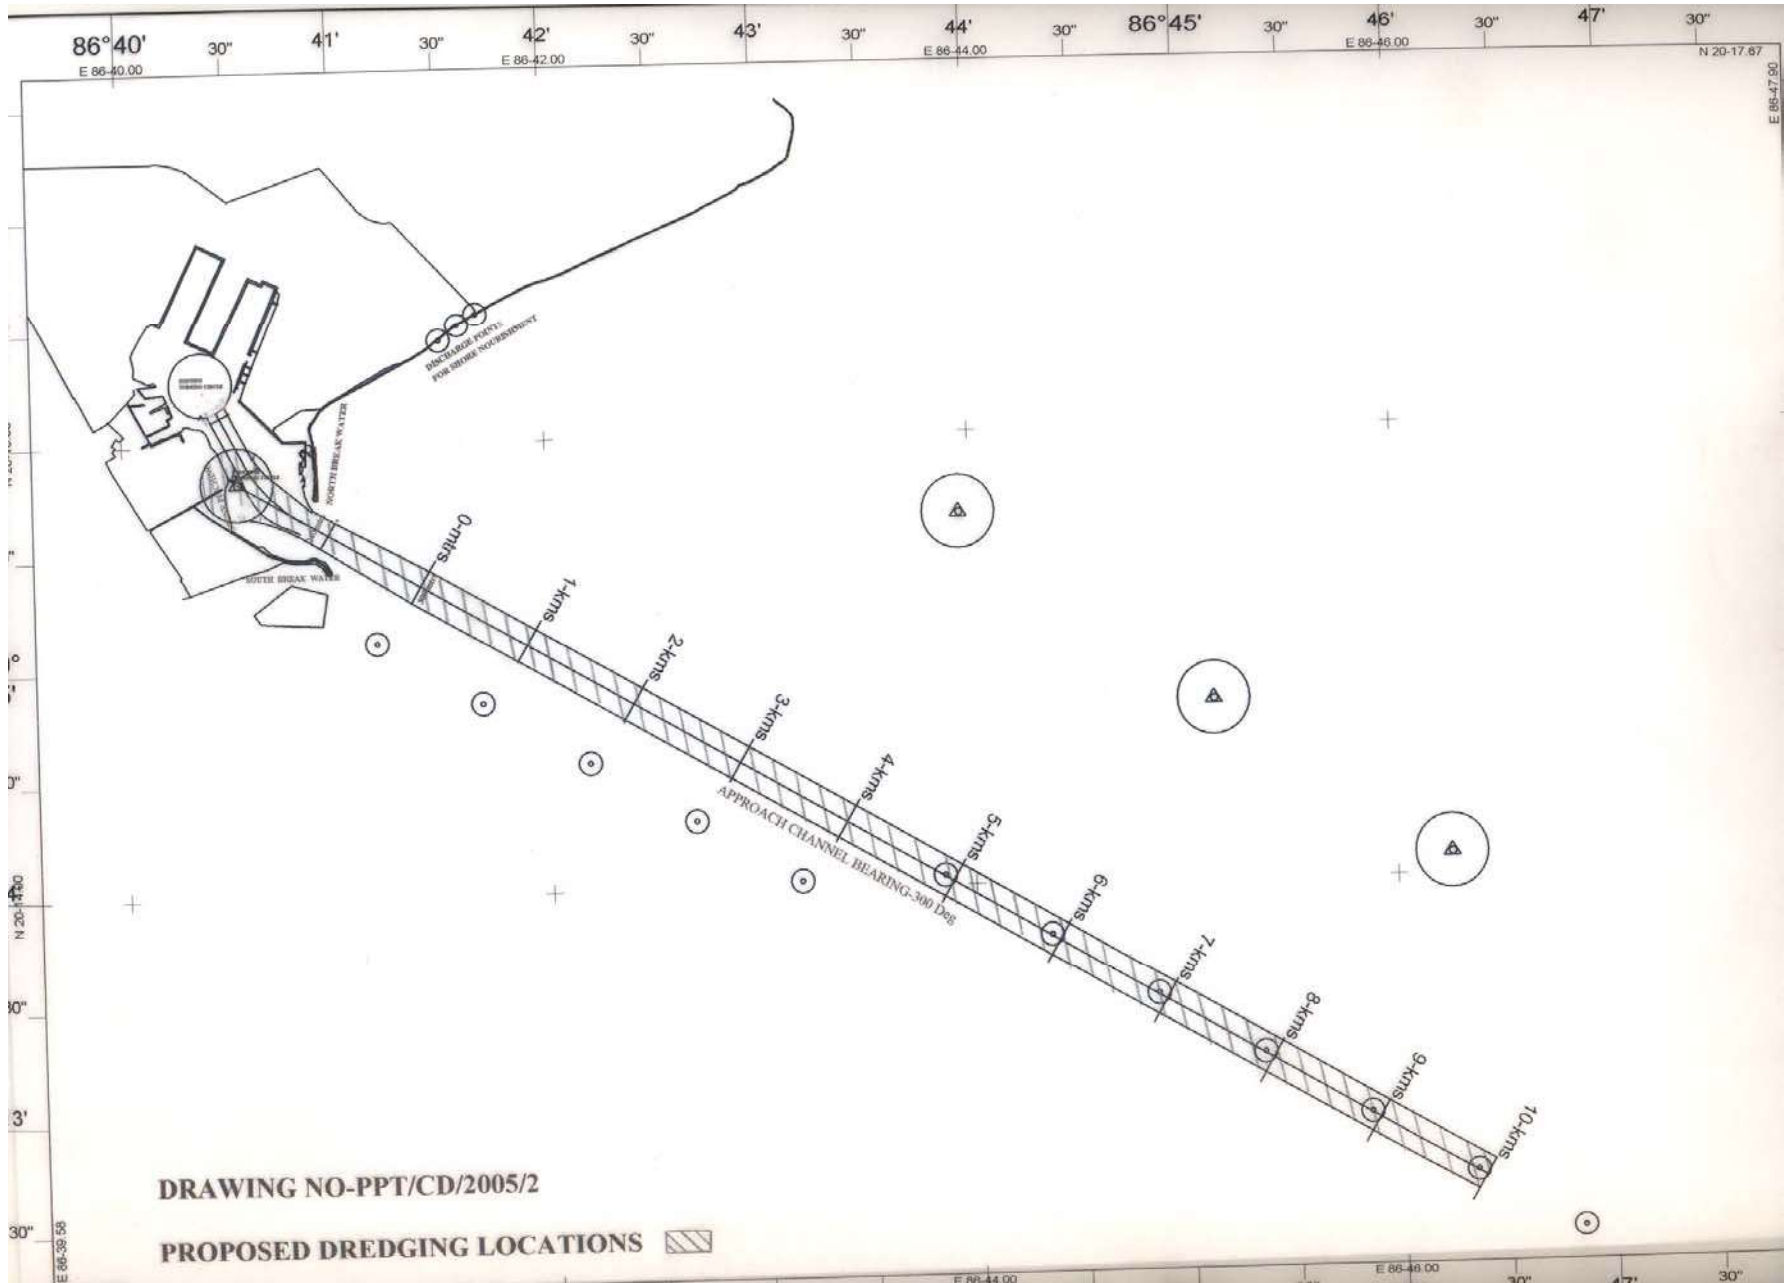 86°40'
30"
41'
30"
42'
30"
43'
30"
44'
30"
86°45'
30"
46'
30"
47'
30"
E 86-40.00
E 86-42.00
E 86-44.00
E 86-46.00
N 20-17.67
E 86-47.90
DISCHARGE POINTS
FOR SHORE NOURISHMENT
NORTH BREAK WATER
SOUTH BREAK WATER
0-mtrs
1-kms
2-kms
3-kms
4-kms
5-kms
6-kms
7-kms
8-kms
9-kms
10-kms
APPROACH CHANNEL BEARING-300 Deg
0"
30"
3'
30"
E 86-39.58
DRAWING NO-PPT/CD/2005/2
PROPOSED DREDGING LOCATIONS
E 86-44.00
E 86-46.00
30"
47'
30"